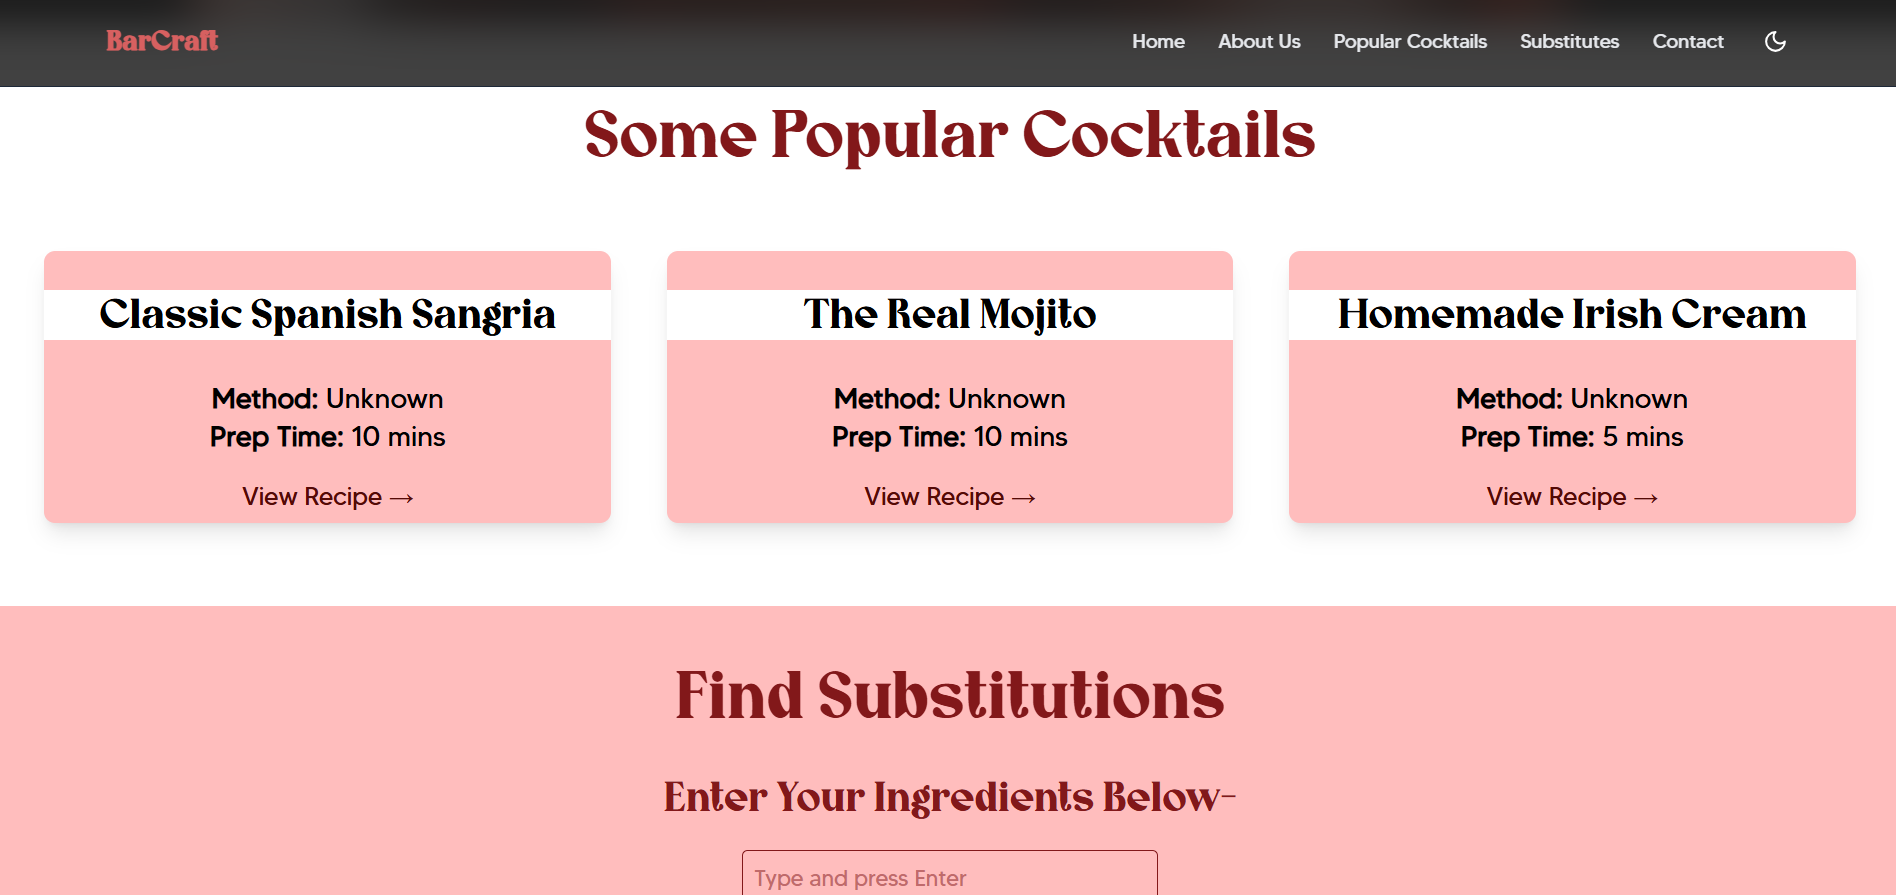 BarCraft
Home About Us Popular Cocktails Substitutes Contact
Some Popular Cocktails
Classic Spanish Sangria
Method: Unknown
Prep Time: 10 mins
View Recipe →
The Real Mojito
Method: Unknown
Prep Time: 10 mins
View Recipe →
Homemade Irish Cream
Method: Unknown
Prep Time: 5 mins
View Recipe →
Find Substitutions
Enter Your Ingredients Below-
Type and press Enter